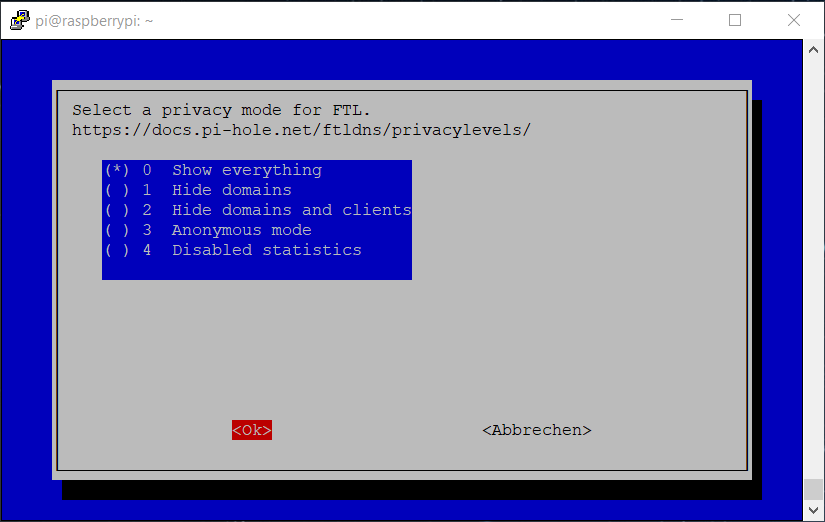 pi@raspberrypi: ~
Select a privacy mode for FTL.
https://docs.pi-hole.net/ftldns/privacylevels/
(*) 0  Show everything
( ) 1  Hide domains
( ) 2  Hide domains and clients
( ) 3  Anonymous mode
( ) 4  Disabled statistics
<Ok> <Abbrechen>